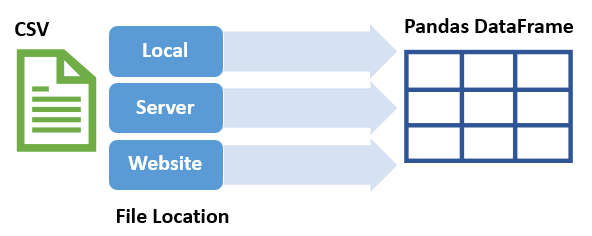 CSV
Pandas DataFrame
Local
Server
Website
File Location